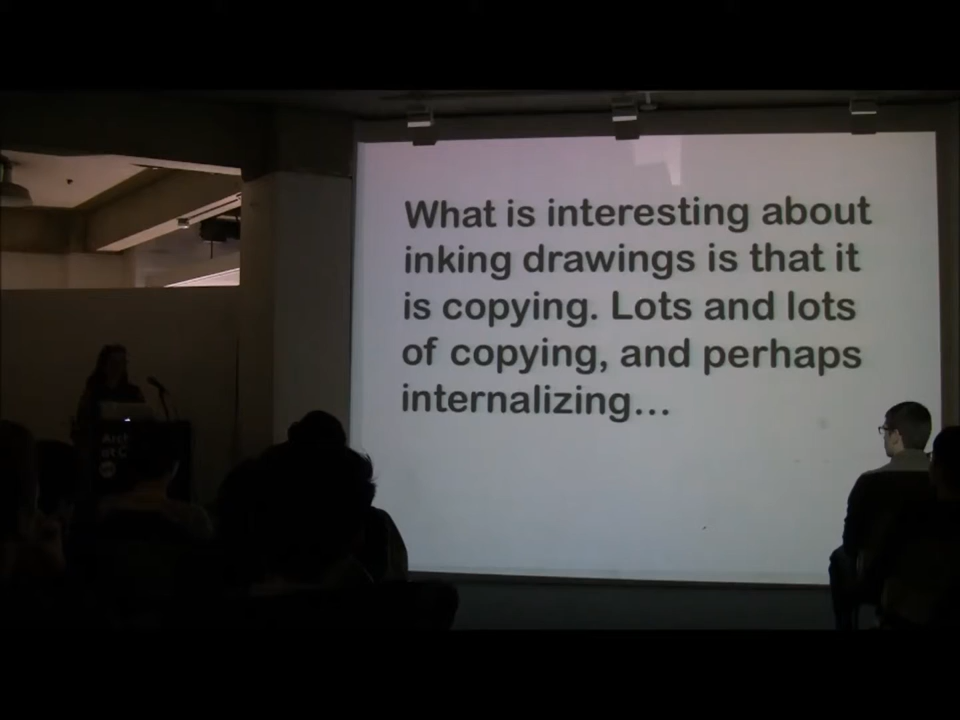 What is interesting about
inking drawings is that it
is copying. Lots and lots
of copying, and perhaps
internalizing...